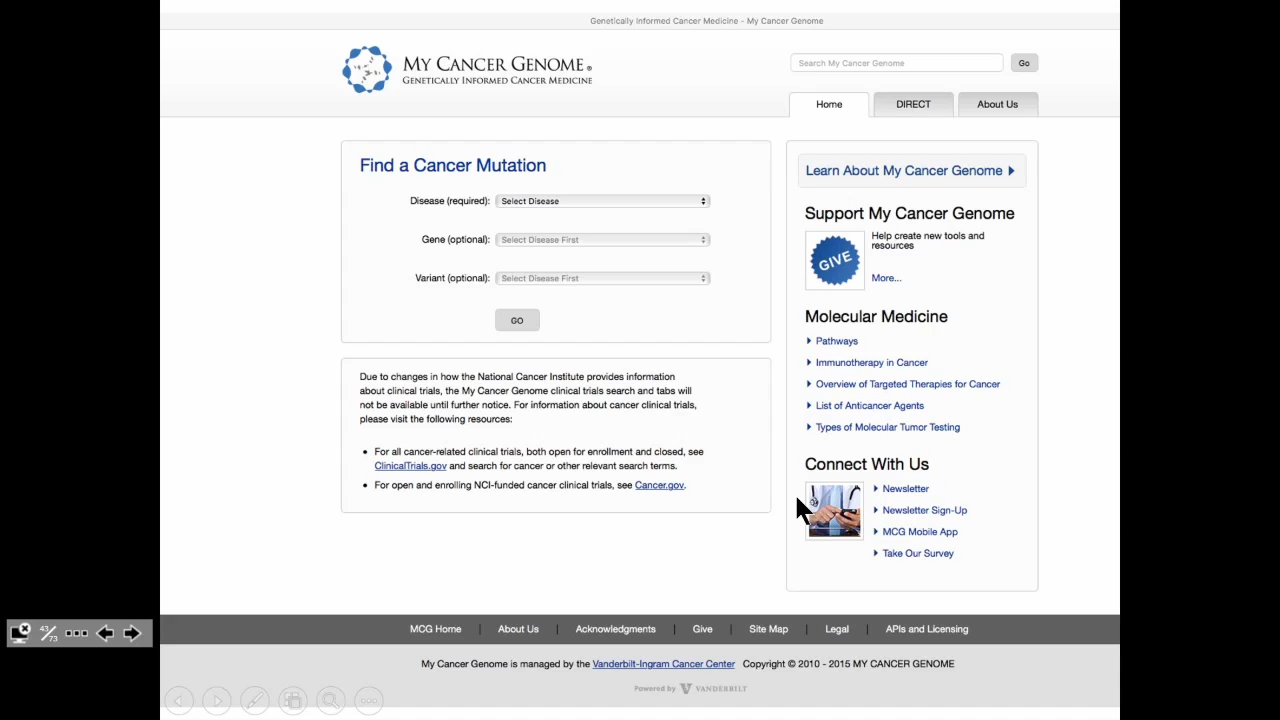 Genetically Informed Cancer Medicine - My Cancer Genome
MY CANCER GENOME®
GENETICALLY INFORMED CANCER MEDICINE
Search My Cancer Genome
Go
Home
DIRECT
About Us
Find a Cancer Mutation
Disease (required): Select Disease
Gene (optional): Select Disease First
Variant (optional): Select Disease First
GO
Due to changes in how the National Cancer Institute provides information
about clinical trials, the My Cancer Genome clinical trials search and tabs will
not be available until further notice. For information about cancer clinical trials,
please visit the following resources:
For all cancer-related clinical trials, both open for enrollment and closed, see
ClinicalTrials.gov and search for cancer or other relevant search terms.
For open and enrolling NCI-funded cancer clinical trials, see Cancer.gov.
Learn About My Cancer Genome
Support My Cancer Genome
GIVE
Help create new tools and
resources
More...
Molecular Medicine
Pathways
Immunotherapy in Cancer
Overview of Targeted Therapies for Cancer
List of Anticancer Agents
Types of Molecular Tumor Testing
Connect With Us
Newsletter
Newsletter Sign-Up
MCG Mobile App
Take Our Survey
43/73
MCG Home | About Us | Acknowledgments | Give | Site Map | Legal | APIs and Licensing
My Cancer Genome is managed by the Vanderbilt-Ingram Cancer Center Copyright © 2010 - 2015 MY CANCER GENOME
Powered by VANDERBILT